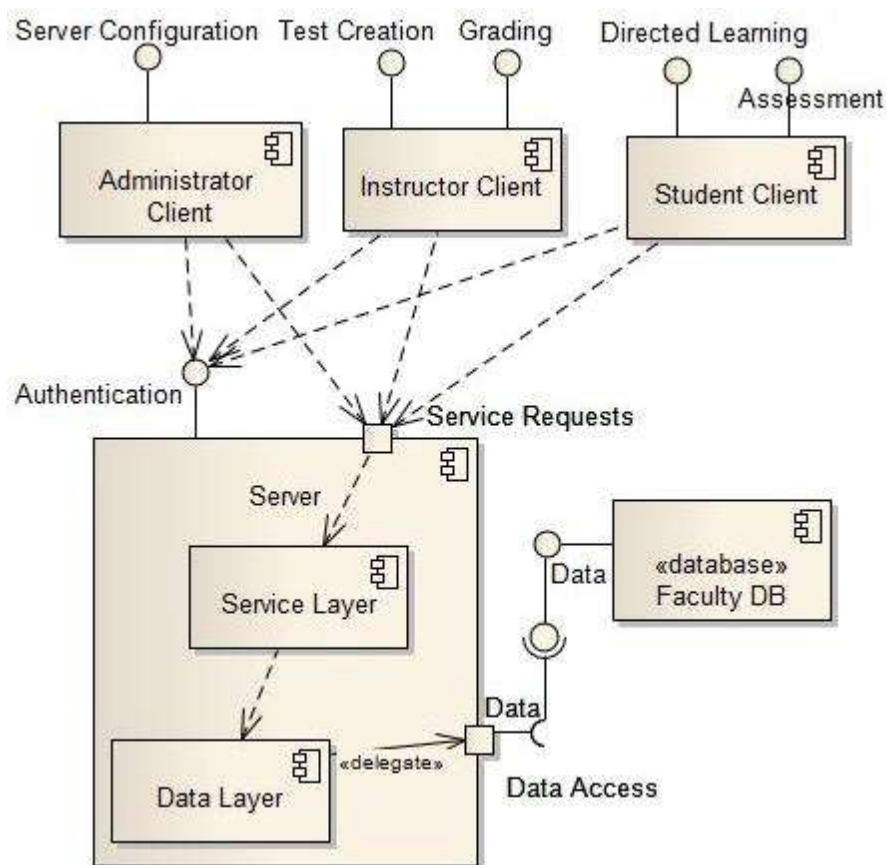 Server Configuration
Test Creation
Grading
Directed Learning
Assessment
Administrator
Client
Instructor Client
Student Client
Authentication
Service Requests
Server
Service Layer
Data
«database»
Faculty DB
Data
Data Layer
«delegate»
Data Access